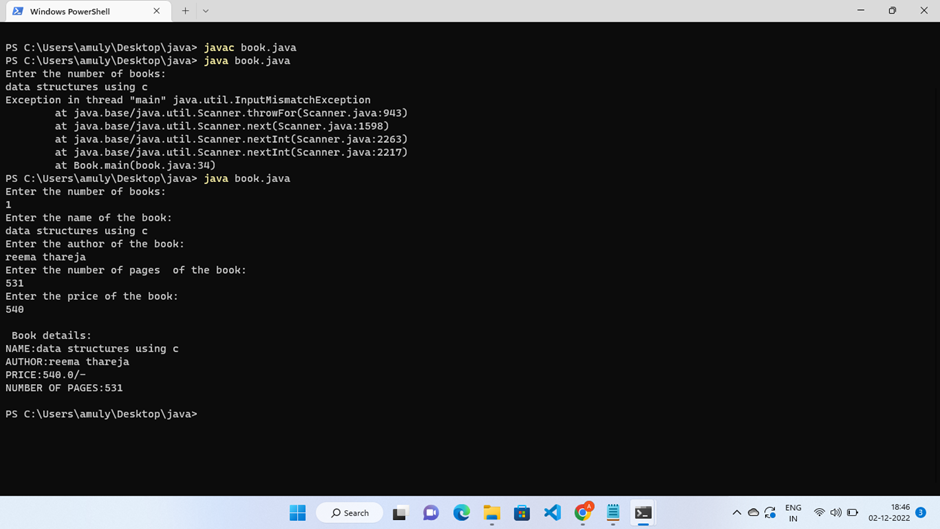 Windows PowerShell
PS C:\Users\amuly\Desktop\java> javac book.java
PS C:\Users\amuly\Desktop\java> java book.java
Enter the number of books:
data structures using c
Exception in thread "main" java.util.InputMismatchException
at java.base/java.util.Scanner.throwFor(Scanner.java:943)
at java.base/java.util.Scanner.next(Scanner.java:1598)
at java.base/java.util.Scanner.nextInt(Scanner.java:2263)
at java.base/java.util.Scanner.nextInt(Scanner.java:2217)
at Book.main(book.java:34)
PS C:\Users\amuly\Desktop\java> java book.java
Enter the number of books:
1
Enter the name of the book:
data structures using c
Enter the author of the book:
reema thareja
Enter the number of pages  of the book:
531
Enter the price of the book:
540
Book details:
NAME:data structures using c
AUTHOR:reema thareja
PRICE:540.0/-
NUMBER OF PAGES:531
PS C:\Users\amuly\Desktop\java>
Search
A
ENG
IN
18:46
02-12-2022
3